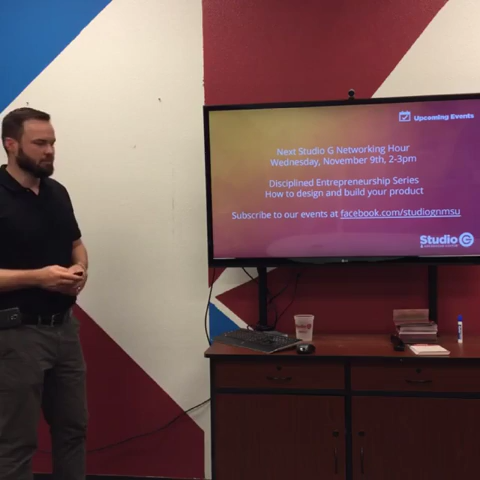 Upcoming Events
Next Studio G Networking Hour
Wednesday, November 9th, 2-3pm
Disciplined Entrepreneurship Series
How to design and build your product
Subscribe to our events at facebook.com/studiognmsu
Studio G